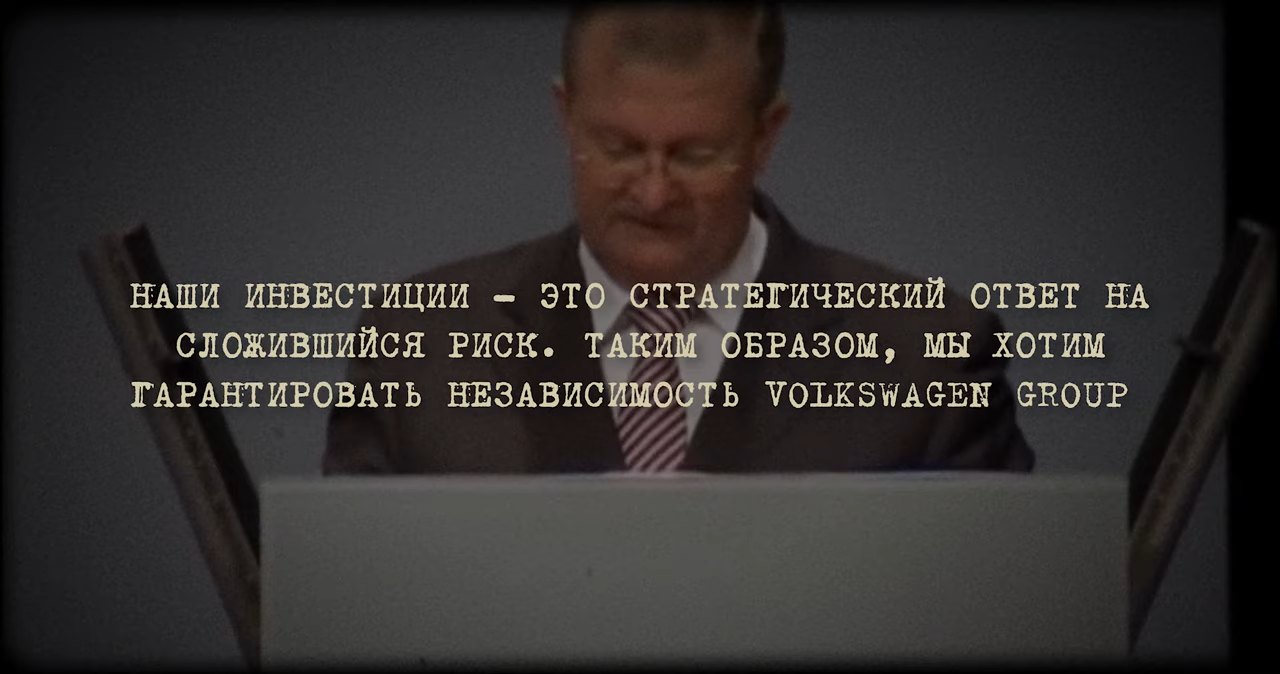 НАШИ ИНВЕСТИЦИИ – ЭТО СТРАТЕГИЧЕСКИЙ ОТВЕТ НА
СЛОЖИВШИЙСЯ РИСК. ТАКИМ ОБРАЗОМ, МЫ ХОТИМ
ГАРАНТИРОВАТЬ НЕЗАВИСИМОСТЬ VOLKSWAGEN GROUP